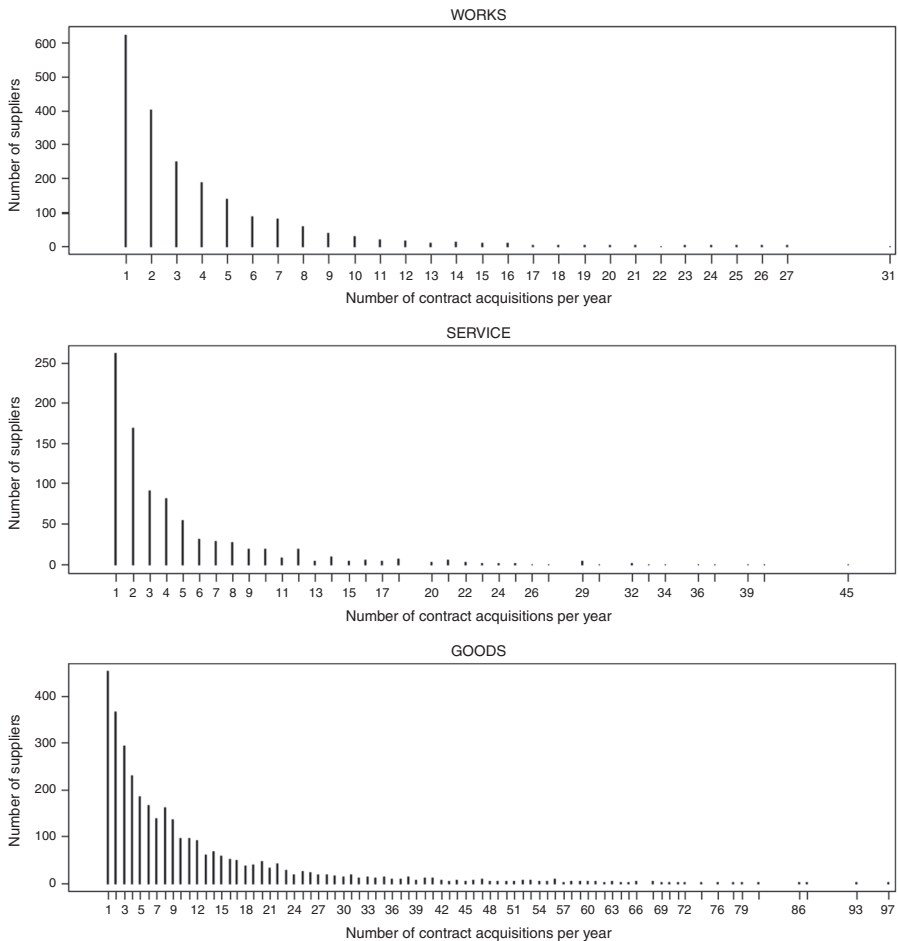 WORKS
Number of suppliers
600
500
400
300
200
100
0
1 2 3 4 5 6 7 8 9 10 11 12 13 14 15 16 17 18 19 20 21 22 23 24 25 26 27 31
Number of contract acquisitions per year
SERVICE
Number of suppliers
250
200
150
100
50
0
1 2 3 4 5 6 7 8 9 11 13 15 17 20 22 24 26 29 32 34 36 39 45
Number of contract acquisitions per year
GOODS
Number of suppliers
400
300
200
100
0
1 3 5 7 9 12 15 18 21 24 27 30 33 36 39 42 45 48 51 54 57 60 63 66 69 72 76 79 86 93 97
Number of contract acquisitions per year